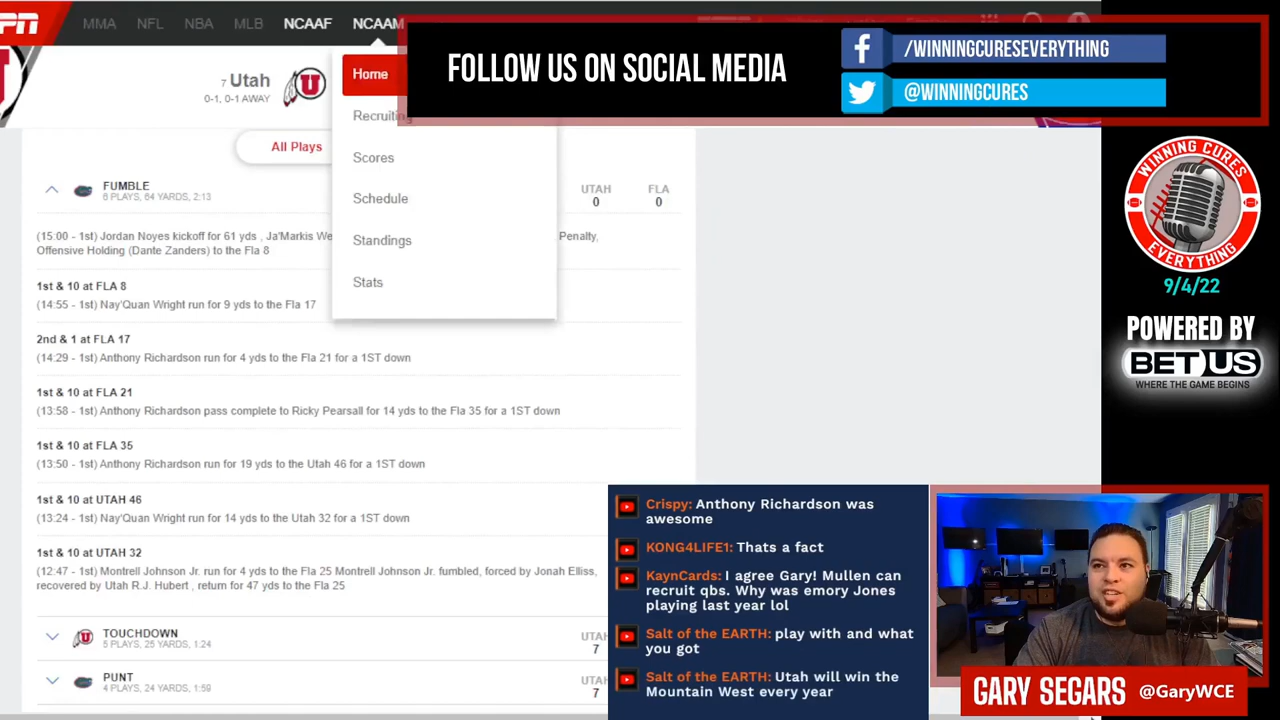 MMA NFL NBA MLB NCAAF NCAAM
FOLLOW US ON SOCIAL MEDIA
/WINNINGCURESEVERYTHING
@WINNINGCURES
7 Utah
0-1, 0-1 AWAY
Home
Recruiting
Scores
Schedule
Standings
Stats
All Plays
FUMBLE
6 PLAYS, 64 YARDS, 2:13
UTAH FLA
0 0
(15:00 - 1st) Jordan Noyes kickoff for 61 yds , Ja'Markis We Penalty,
Offensive Holding (Dante Zanders) to the Fla 8
1st & 10 at FLA 8
(14:55 - 1st) Nay'Quan Wright run for 9 yds to the Fla 17
2nd & 1 at FLA 17
(14:29 - 1st) Anthony Richardson run for 4 yds to the Fla 21 for a 1ST down
1st & 10 at FLA 21
(13:58 - 1st) Anthony Richardson pass complete to Ricky Pearsall for 14 yds to the Fla 35 for a 1ST down
1st & 10 at FLA 35
(13:50 - 1st) Anthony Richardson run for 19 yds to the Utah 46 for a 1ST down
1st & 10 at UTAH 46
(13:24 - 1st) Nay'Quan Wright run for 14 yds to the Utah 32 for a 1ST down
1st & 10 at UTAH 32
(12:47 - 1st) Montrell Johnson Jr. run for 4 yds to the Fla 25 Montrell Johnson Jr. fumbled, forced by Jonah Elliss,
recovered by Utah R.J. Hubert , return for 47 yds to the Fla 25
TOUCHDOWN
5 PLAYS, 25 YARDS, 1:24
UTAH
7
PUNT
4 PLAYS, 24 YARDS, 1:59
UTAH
7
Crispy: Anthony Richardson was
awesome
KONG4LIFE1: Thats a fact
KaynCards: I agree Gary! Mullen can
recruit qbs. Why was emory Jones
playing last year lol
Salt of the EARTH: play with and what
you got
Salt of the EARTH: Utah will win the
Mountain West every year
WINNING CURES
EVERYTHING
9/4/22
POWERED BY
BETUS
WHERE THE GAME BEGINS
GARY SEGARS @GaryWCE